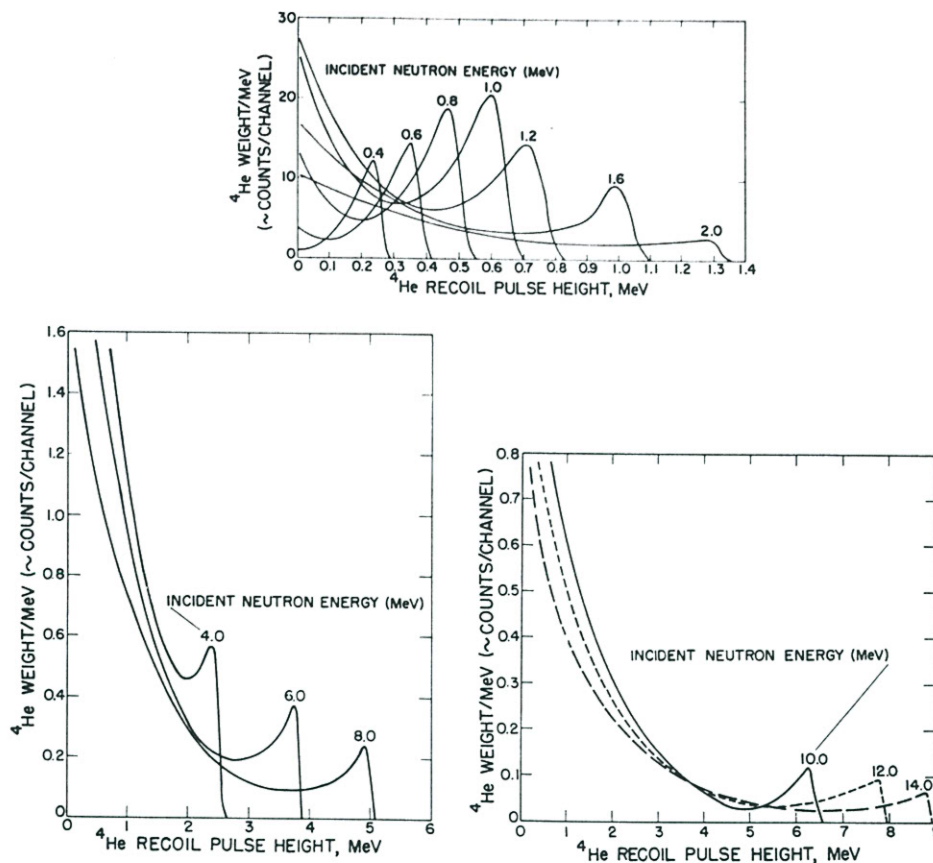 ⁴He WEIGHT/MeV
(~COUNTS/CHANNEL)
30
20
10
0
INCIDENT NEUTRON ENERGY (MeV)
0.4
0.6
0.8
1.0
1.2
1.6
2.0
0 0.1 0.2 0.3 0.4 0.5 0.6 0.7 0.8 0.9 1.0 1.1 1.2 1.3 1.4
⁴He RECOIL PULSE HEIGHT, MeV
⁴He WEIGHT/MeV (~COUNTS/CHANNEL)
1.6
1.4
1.2
1.0
0.8
0.6
0.4
0.2
0
INCIDENT NEUTRON ENERGY (MeV)
4.0
6.0
8.0
0 1 2 3 4 5 6
⁴He RECOIL PULSE HEIGHT, MeV
⁴He WEIGHT/MeV (~COUNTS/CHANNEL)
0.8
0.7
0.6
0.5
0.4
0.3
0.2
0.1
0
INCIDENT NEUTRON ENERGY (MeV)
10.0
12.0
14.0
0 1 2 3 4 5 6 7 8 9
⁴He RECOIL PULSE HEIGHT, MeV